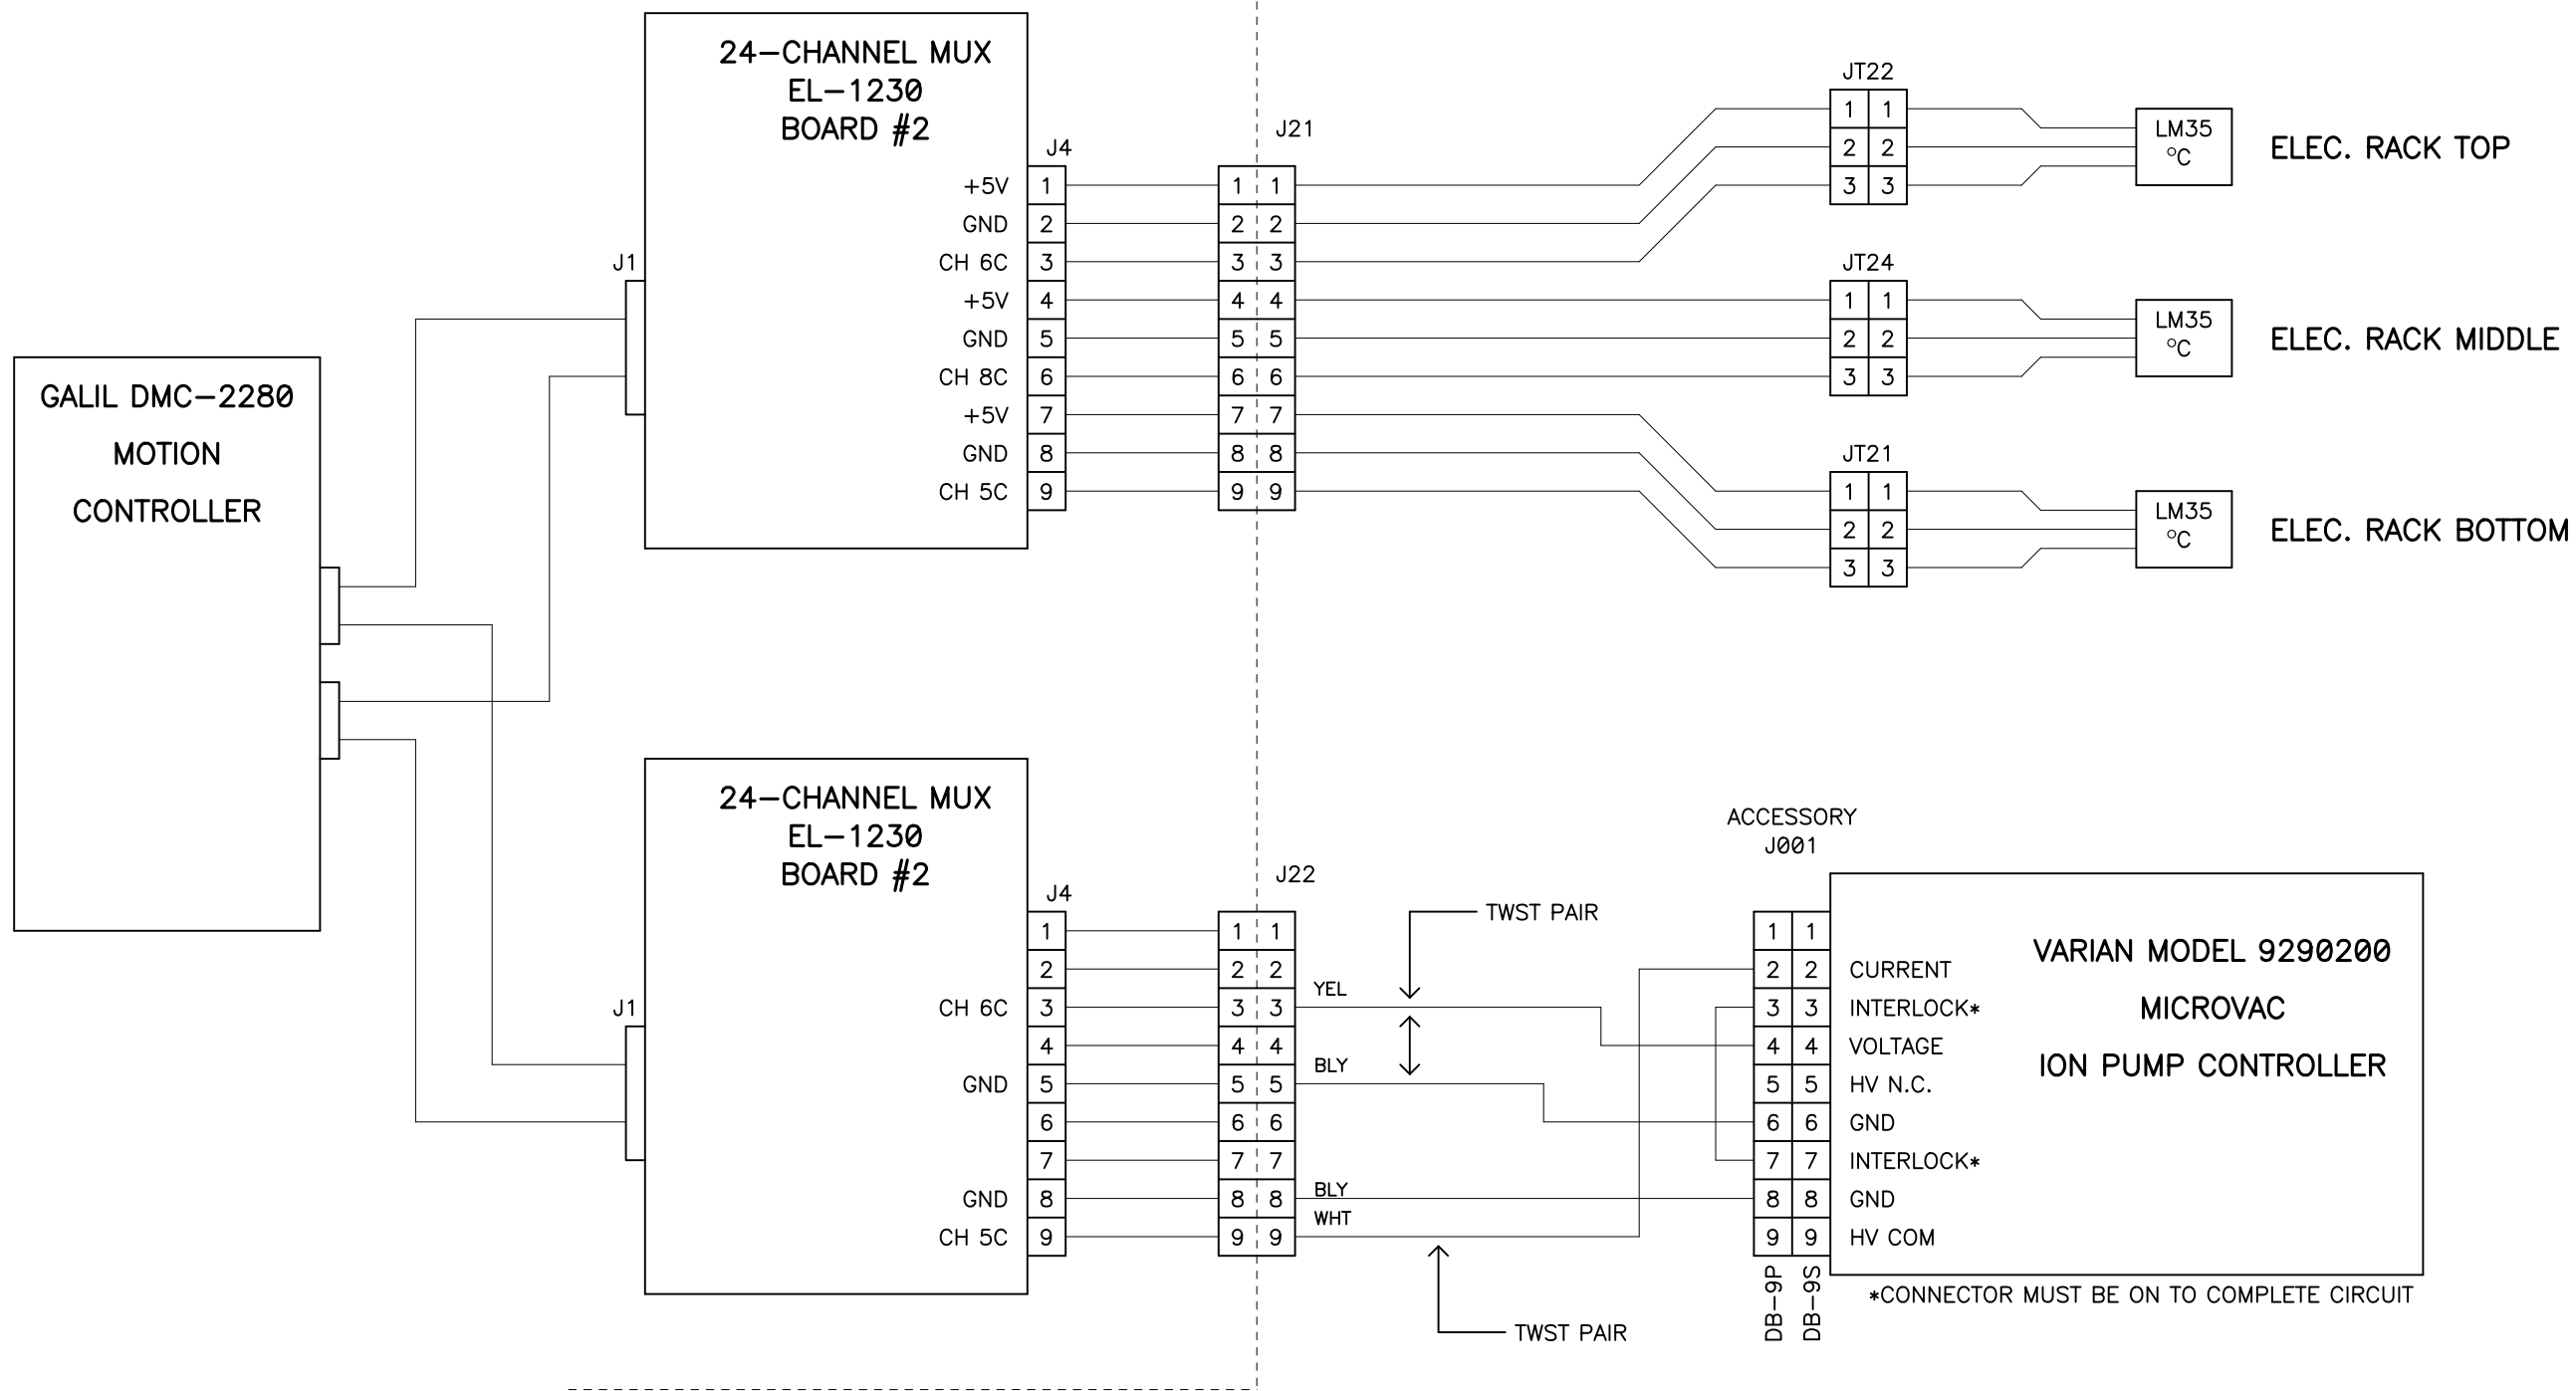 24-CHANNEL MUX
EL-1230
BOARD #2
J4
J1
+5V 1
GND 2
CH 6C 3
+5V 4
GND 5
CH 8C 6
+5V 7
GND 8
CH 5C 9
J21
1 1
2 2
3 3
4 4
5 5
6 6
7 7
8 8
9 9
JT22
1 1
2 2
3 3
LM35
°C
ELEC. RACK TOP
JT24
1 1
2 2
3 3
LM35
°C
ELEC. RACK MIDDLE
JT21
1 1
2 2
3 3
LM35
°C
ELEC. RACK BOTTOM
GALIL DMC-2280
MOTION
CONTROLLER
24-CHANNEL MUX
EL-1230
BOARD #2
J4
J1
1
2
CH 6C 3
4
GND 5
6
7
GND 8
CH 5C 9
J22
1 1
2 2
3 3
4 4
5 5
6 6
7 7
8 8
9 9
TWST PAIR
YEL
BLY
BLY
WHT
TWST PAIR
ACCESSORY
J001
1 1
2 2 CURRENT
3 3 INTERLOCK*
4 4 VOLTAGE
5 5 HV N.C.
6 6 GND
7 7 INTERLOCK*
8 8 GND
9 9 HV COM
DB-9P
DB-9S
VARIAN MODEL 9290200
MICROVAC
ION PUMP CONTROLLER
*CONNECTOR MUST BE ON TO COMPLETE CIRCUIT